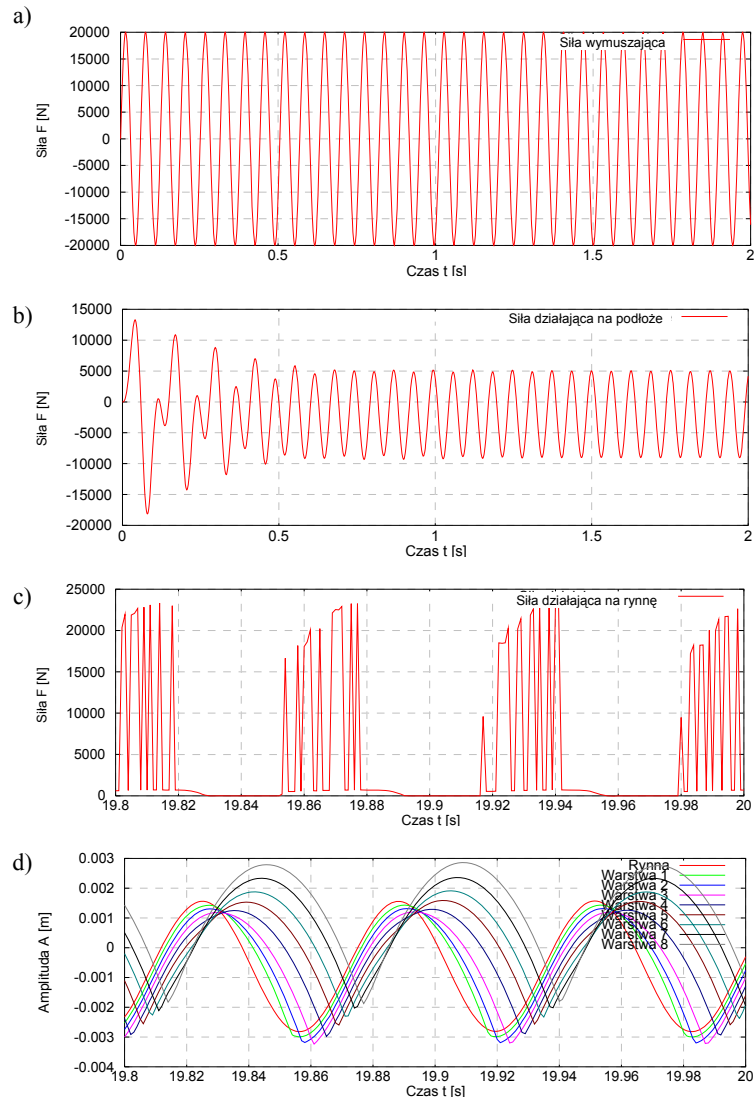 a)
20000
15000
10000
5000
0
-5000
-10000
-15000
-20000
Siła F [N]
Siła wymuszająca
0
0.5
1
1.5
2
Czas t [s]
b)
15000
10000
5000
0
-5000
-10000
-15000
-20000
Siła F [N]
Siła działająca na podłoże
0
0.5
1
1.5
2
Czas t [s]
c)
25000
20000
15000
10000
5000
0
Siła F [N]
Siła działająca na rynnę
19.8
19.82
19.84
19.86
19.88
19.9
19.92
19.94
19.96
19.98
20
Czas t [s]
d)
0.003
0.002
0.001
0
-0.001
-0.002
-0.003
-0.004
Amplituda A [m]
Rynna
Warstwa 1
Warstwa 2
Warstwa 3
Warstwa 4
Warstwa 5
Warstwa 6
Warstwa 7
Warstwa 8
19.8
19.82
19.84
19.86
19.88
19.9
19.92
19.94
19.96
19.98
20
Czas t [s]